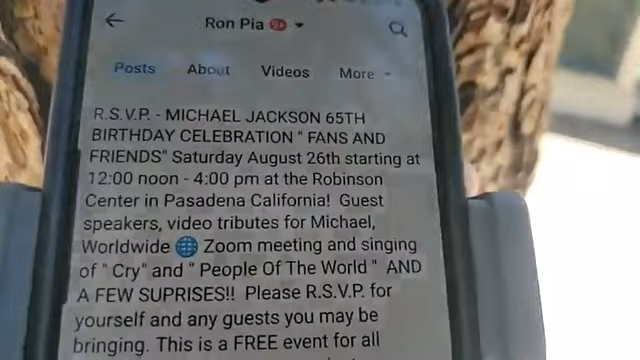 Ron Pia
Posts About Videos More
R.S.V.P. - MICHAEL JACKSON 65TH
BIRTHDAY CELEBRATION " FANS AND
FRIENDS" Saturday August 26th starting at
12:00 noon - 4:00 pm at the Robinson
Center in Pasadena California! Guest
speakers, video tributes for Michael,
Worldwide 🌐 Zoom meeting and singing
of " Cry" and " People Of The World " AND
A FEW SUPRISES!! Please R.S.V.P. for
yourself and any guests you may be
bringing. This is a FREE event for all